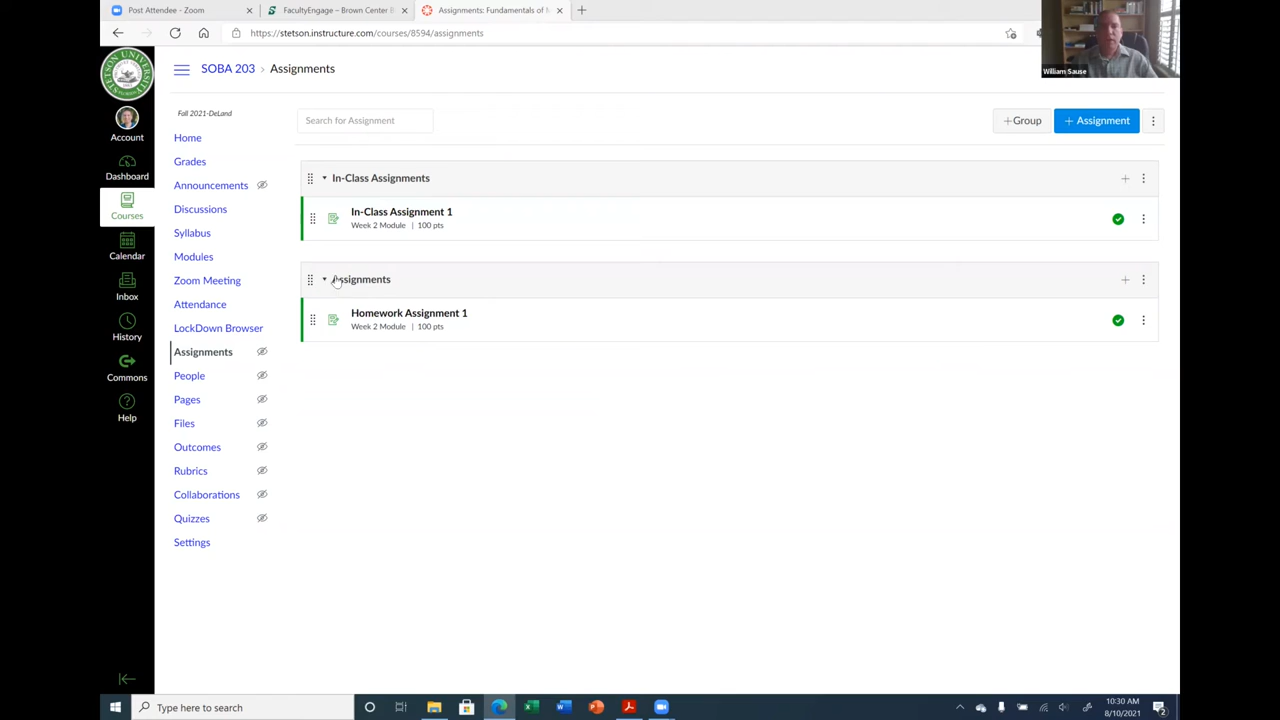 Post Attendee - Zoom
FacultyEngage – Brown Center f
Assignments: Fundamentals of M
https://stetson.instructure.com/courses/8594/assignments
William Sause
STETSON UNIVERSITY
SOBA 203 › Assignments
Fall 2021-DeLand
Search for Assignment
+Group
+ Assignment
Account
Dashboard
Courses
Calendar
Inbox
History
Commons
Help
Home
Grades
Announcements
Discussions
Syllabus
Modules
Zoom Meeting
Attendance
LockDown Browser
Assignments
People
Pages
Files
Outcomes
Rubrics
Collaborations
Quizzes
Settings
In-Class Assignments
In-Class Assignment 1
Week 2 Module | 100 pts
Assignments
Homework Assignment 1
Week 2 Module | 100 pts
Type here to search
10:30 AM
8/10/2021
2